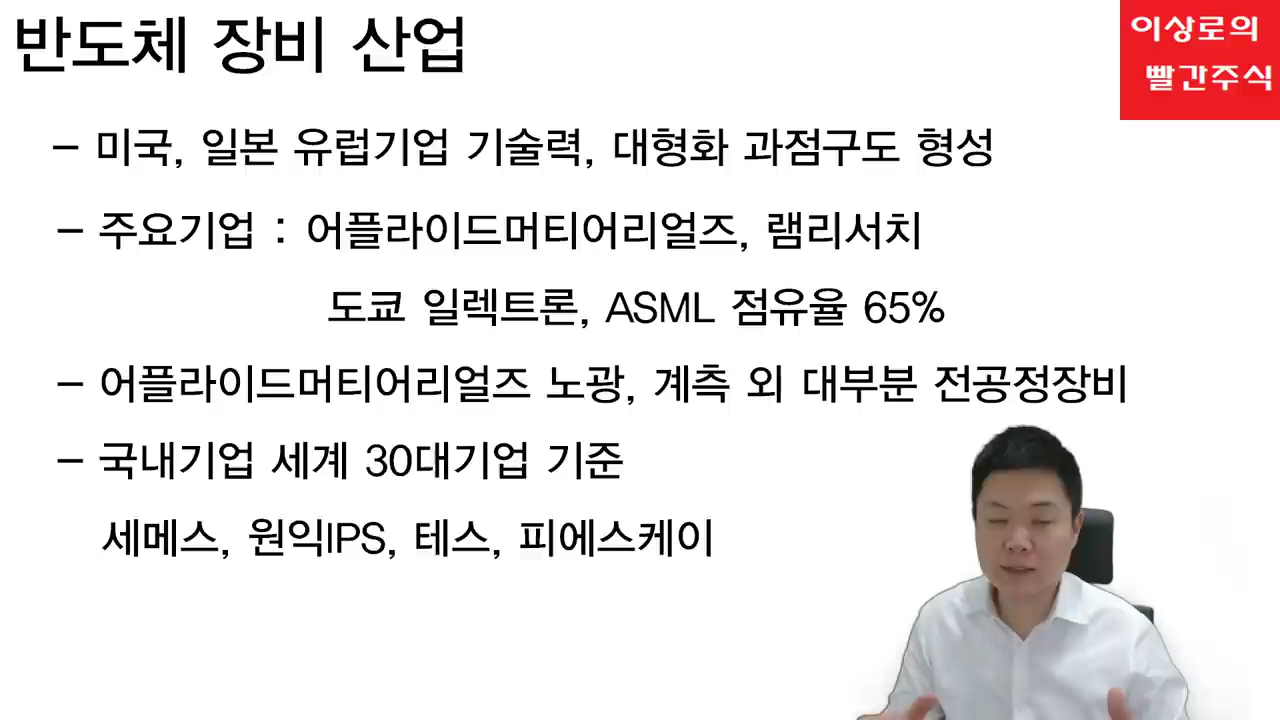 반도체 장비 산업
이상로의
빨간주식
– 미국, 일본 유럽기업 기술력, 대형화 과점구도 형성
– 주요기업 : 어플라이드머티어리얼즈, 램리서치
도쿄 일렉트론, ASML 점유율 65%
– 어플라이드머티어리얼즈 노광, 계측 외 대부분 전공정장비
– 국내기업 세계 30대기업 기준
세메스, 원익IPS, 테스, 피에스케이